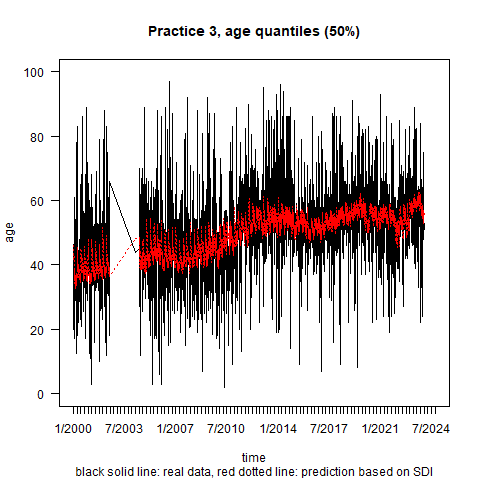 Practice 3, age quantiles (50%)
100
80
60
40
20
0
age
1/2000 7/2003 1/2007 7/2010 1/2014 7/2017 1/2021 7/2024
time
black solid line: real data, red dotted line: prediction based on SDI